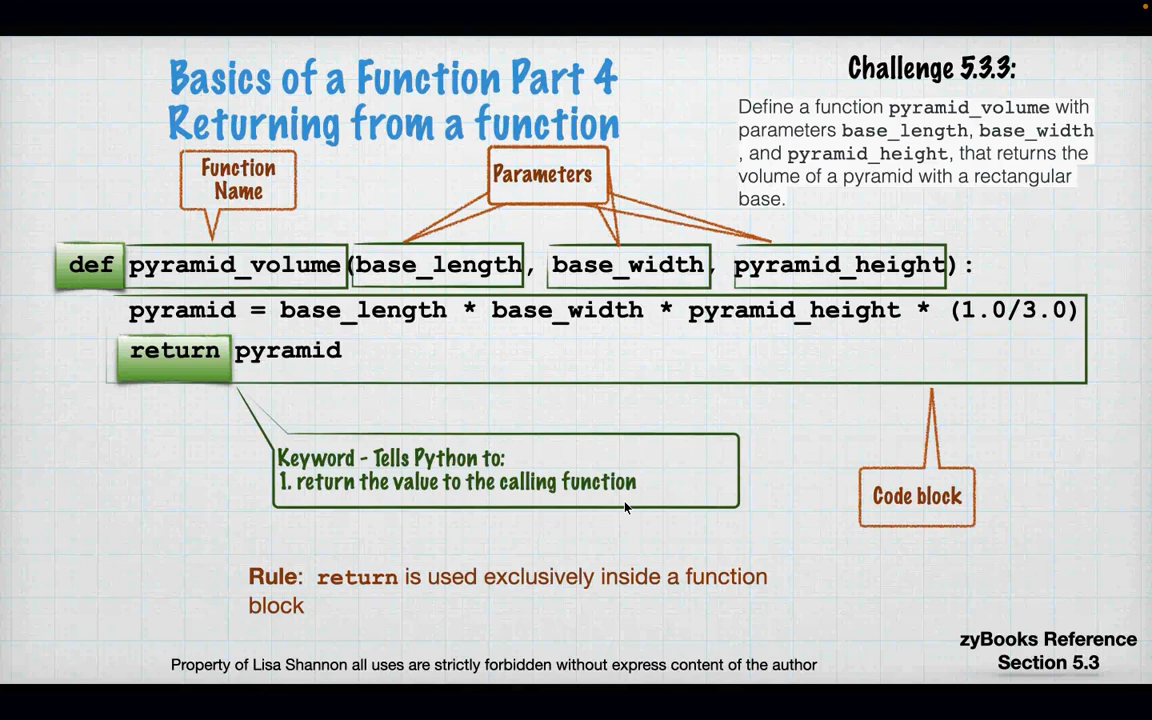 Basics of a Function Part 4
Returning from a function
Challenge 5.3.3:
Define a function pyramid_volume with
parameters base_length, base_width
, and pyramid_height, that returns the
volume of a pyramid with a rectangular
base.
Function
Name
Parameters
def pyramid_volume(base_length, base_width, pyramid_height):
pyramid = base_length * base_width * pyramid_height * (1.0/3.0)
return pyramid
Keyword - Tells Python to:
1. return the value to the calling function
Code block
Rule: return is used exclusively inside a function
block
zyBooks Reference
Section 5.3
Property of Lisa Shannon all uses are strictly forbidden without express content of the author